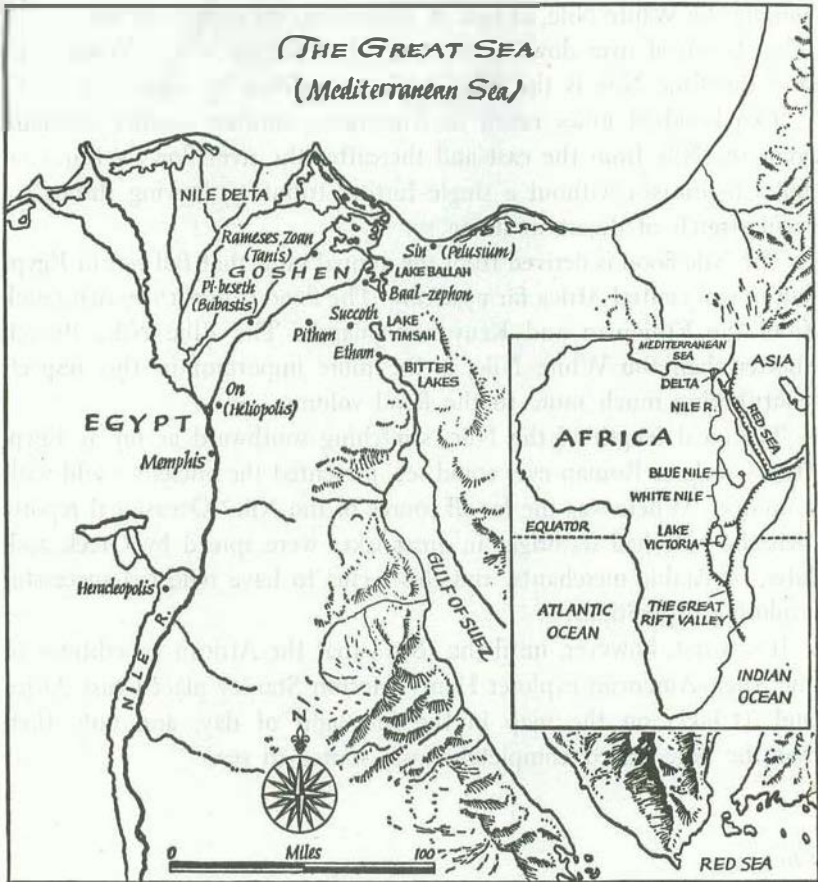 THE GREAT SEA
(Mediterranean Sea)
NILE DELTA
Rameses, Zoan
(Tanis)
GOSHEN
Pi-beseth
(Bubastis)
Sin (Pelusium)
LAKE BALLAH
Baal-zephon
Succoth
Pithom
LAKE
TIMSAH
Etham
BITTER
LAKES
On
(Heliopolis)
EGYPT
Memphis
Heracleopolis
NILE R.
GULF OF SUEZ
N
0 Miles 100
MEDITERRANEAN
SEA
ASIA
DELTA
NILE R.
RED SEA
AFRICA
BLUE NILE
WHITE NILE
EQUATOR
LAKE
VICTORIA
THE GREAT
RIFT VALLEY
ATLANTIC
OCEAN
INDIAN
OCEAN
RED SEA